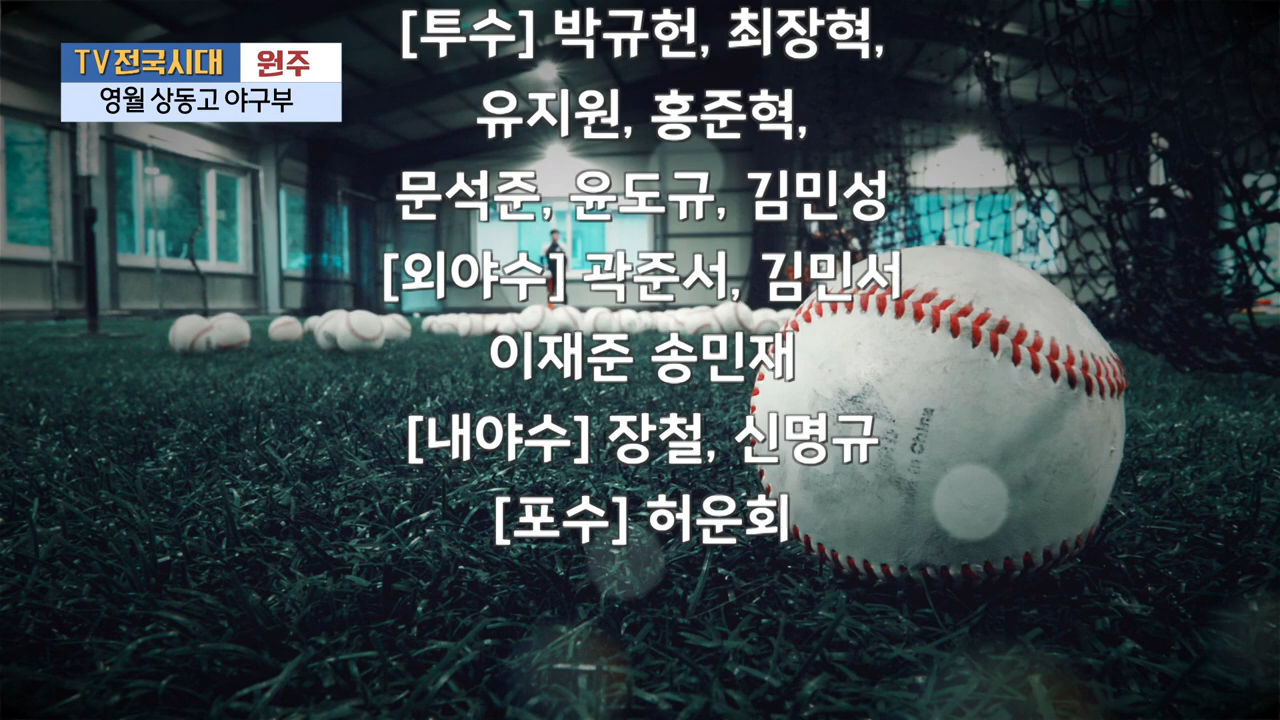 TV전국시대 원주
영월 상동고 야구부
[투수] 박규헌, 최장혁,
유지원, 홍준혁,
문석준, 윤도규, 김민성
[외야수] 곽준서, 김민서
이재준 송민재
[내야수] 장철, 신명규
[포수] 허운회
in China